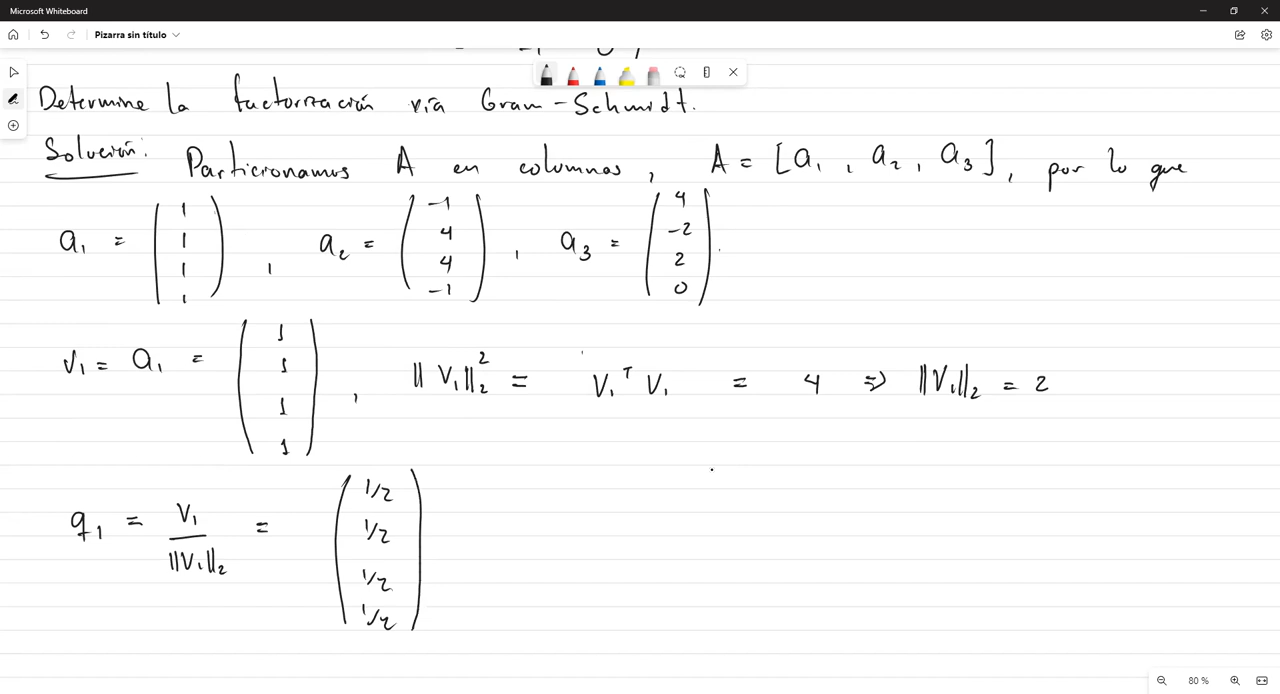 Microsoft Whiteboard
Pizarra sin título
Determine la factorización vía Gram-Schmidt.
Solución: Particionamos A en columnas, A = [a₁, a₂, a₃], por lo que
a₁ = (1 1 1 1), a₂ = (-1 4 4 -1), a₃ = (4 -2 2 0).
v₁ = a₁ = (1 1 1 1), ||v₁||₂² = v₁ᵀ v₁ = 4 ⇒ ||v₁||₂ = 2
q₁ = v₁ / ||v₁||₂ = (1/2 1/2 1/2 1/2)
80 %